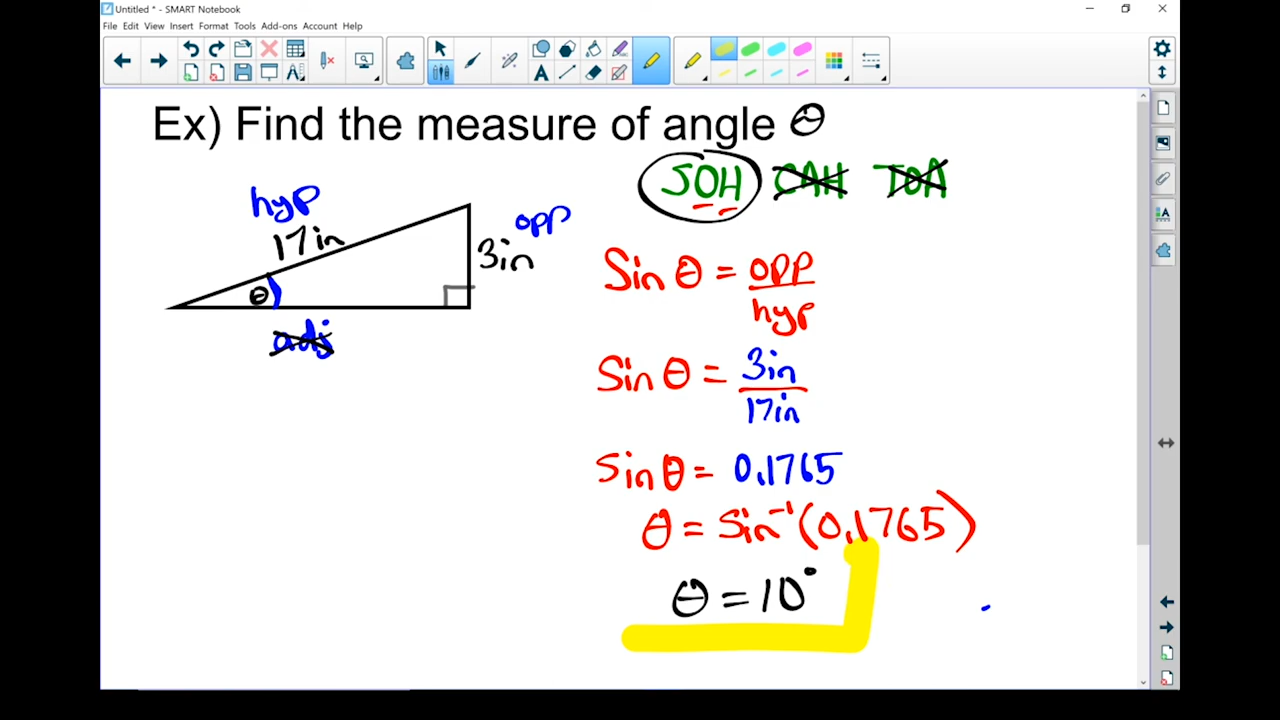 Untitled * - SMART Notebook
File Edit View Insert Format Tools Add-ons Account Help
Ex) Find the measure of angle θ
SOH CAH TOA
hyp
17in
opp
3in
θ
adj
Sin θ = opp
hyp
Sin θ = 3in
17in
Sin θ = 0.1765
θ = Sin⁻¹(0.1765)
θ = 10°